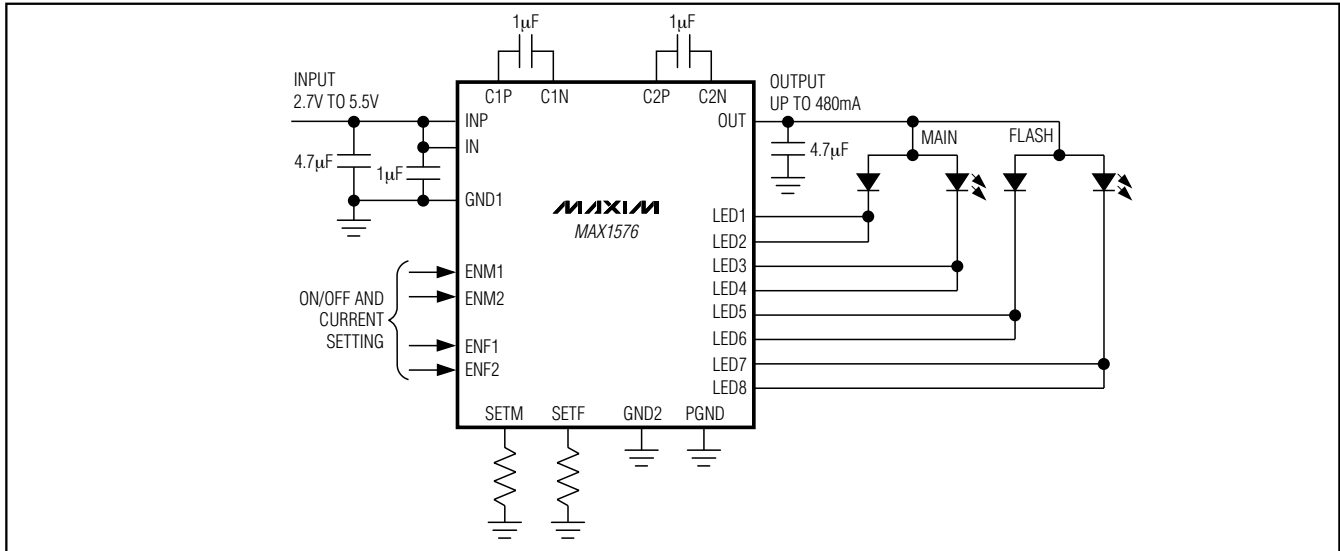 1μF
1μF
INPUT
2.7V TO 5.5V
C1P
C1N
C2P
C2N
OUTPUT
UP TO 480mA
INP
OUT
MAIN
FLASH
IN
4.7μF
1μF
4.7μF
GND1
MAXIM
MAX1576
LED1
LED2
LED3
LED4
LED5
LED6
LED7
LED8
ENM1
ENM2
ON/OFF AND
CURRENT
SETTING
ENF1
ENF2
SETM
SETF
GND2
PGND